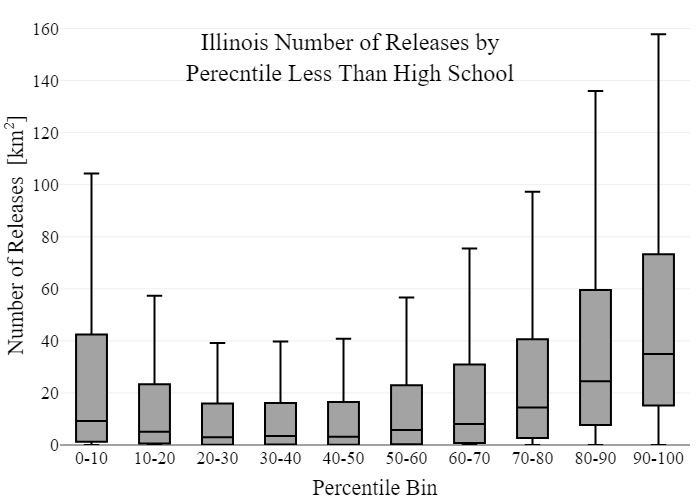 Illinois Number of Releases by
Perecntile Less Than High School
Number of Releases [km²]
160
140
120
100
80
60
40
20
0
0-10 10-20 20-30 30-40 40-50 50-60 60-70 70-80 80-90 90-100
Percentile Bin